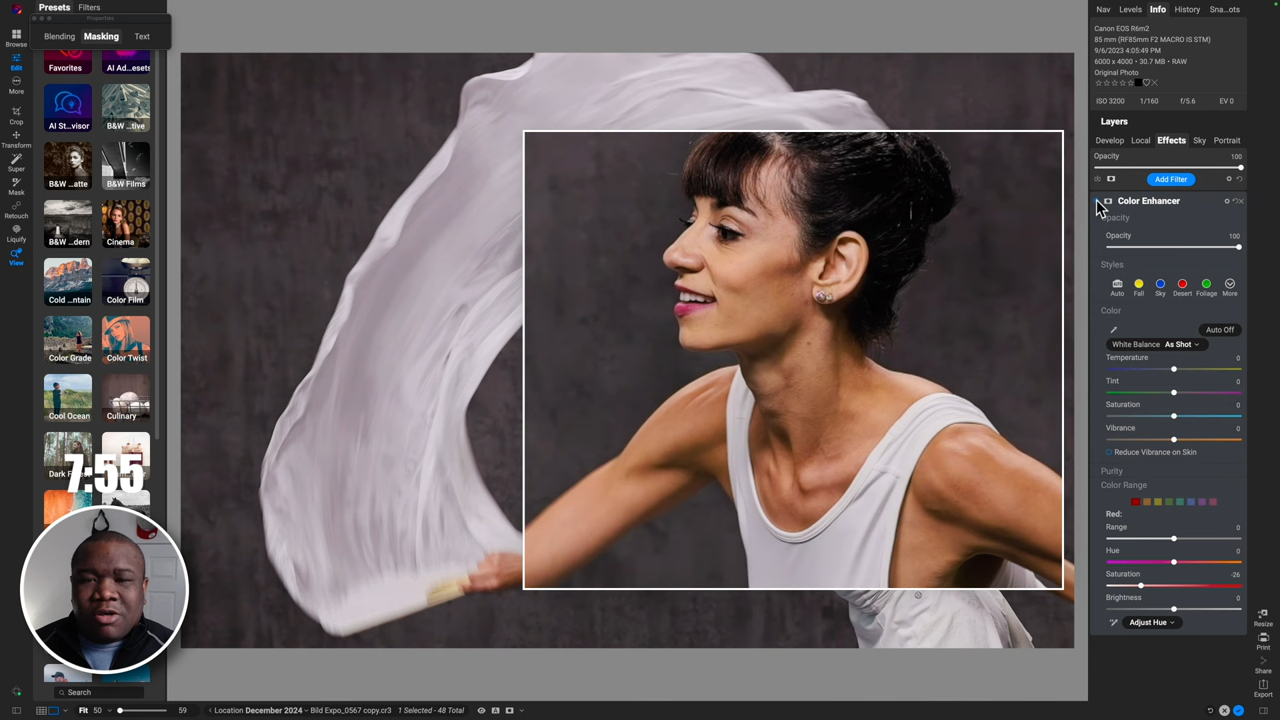 Presets Filters
Properties
Blending Masking Text
Browse
Edit
More
Crop
Transform
Super
Mask
Retouch
Liquify
View
Favorites AI Ad...esets
AI St...visor B&W ...tive
B&W ...atte B&W Films
B&W ...dern Cinema
Cold ...ntain Color Film
Color Grade Color Twist
Cool Ocean Culinary
7:55
Search
Fit 50 59
Location December 2024 Bild Expo_0567 copy.cr3 1 Selected - 48 Total
Nav Levels Info History Sna...ots
Canon EOS R6m2
85 mm (RF85mm F2 MACRO IS STM)
9/6/2023 4:05:49 PM
6000 x 4000 • 30.7 MB • RAW
Original Photo
ISO 3200 1/160 f/5.6 EV 0
Layers
Develop Local Effects Sky Portrait
Opacity 100
Add Filter
Color Enhancer
Opacity
Opacity 100
Styles
Auto Fall Sky Desert Foliage More
Color
Auto Off
White Balance As Shot
Temperature 0
Tint 0
Saturation 0
Vibrance 0
Reduce Vibrance on Skin
Purity
Color Range
Red:
Range 0
Hue 0
Saturation -26
Brightness 0
Adjust Hue
Resize
Print
Share
Export